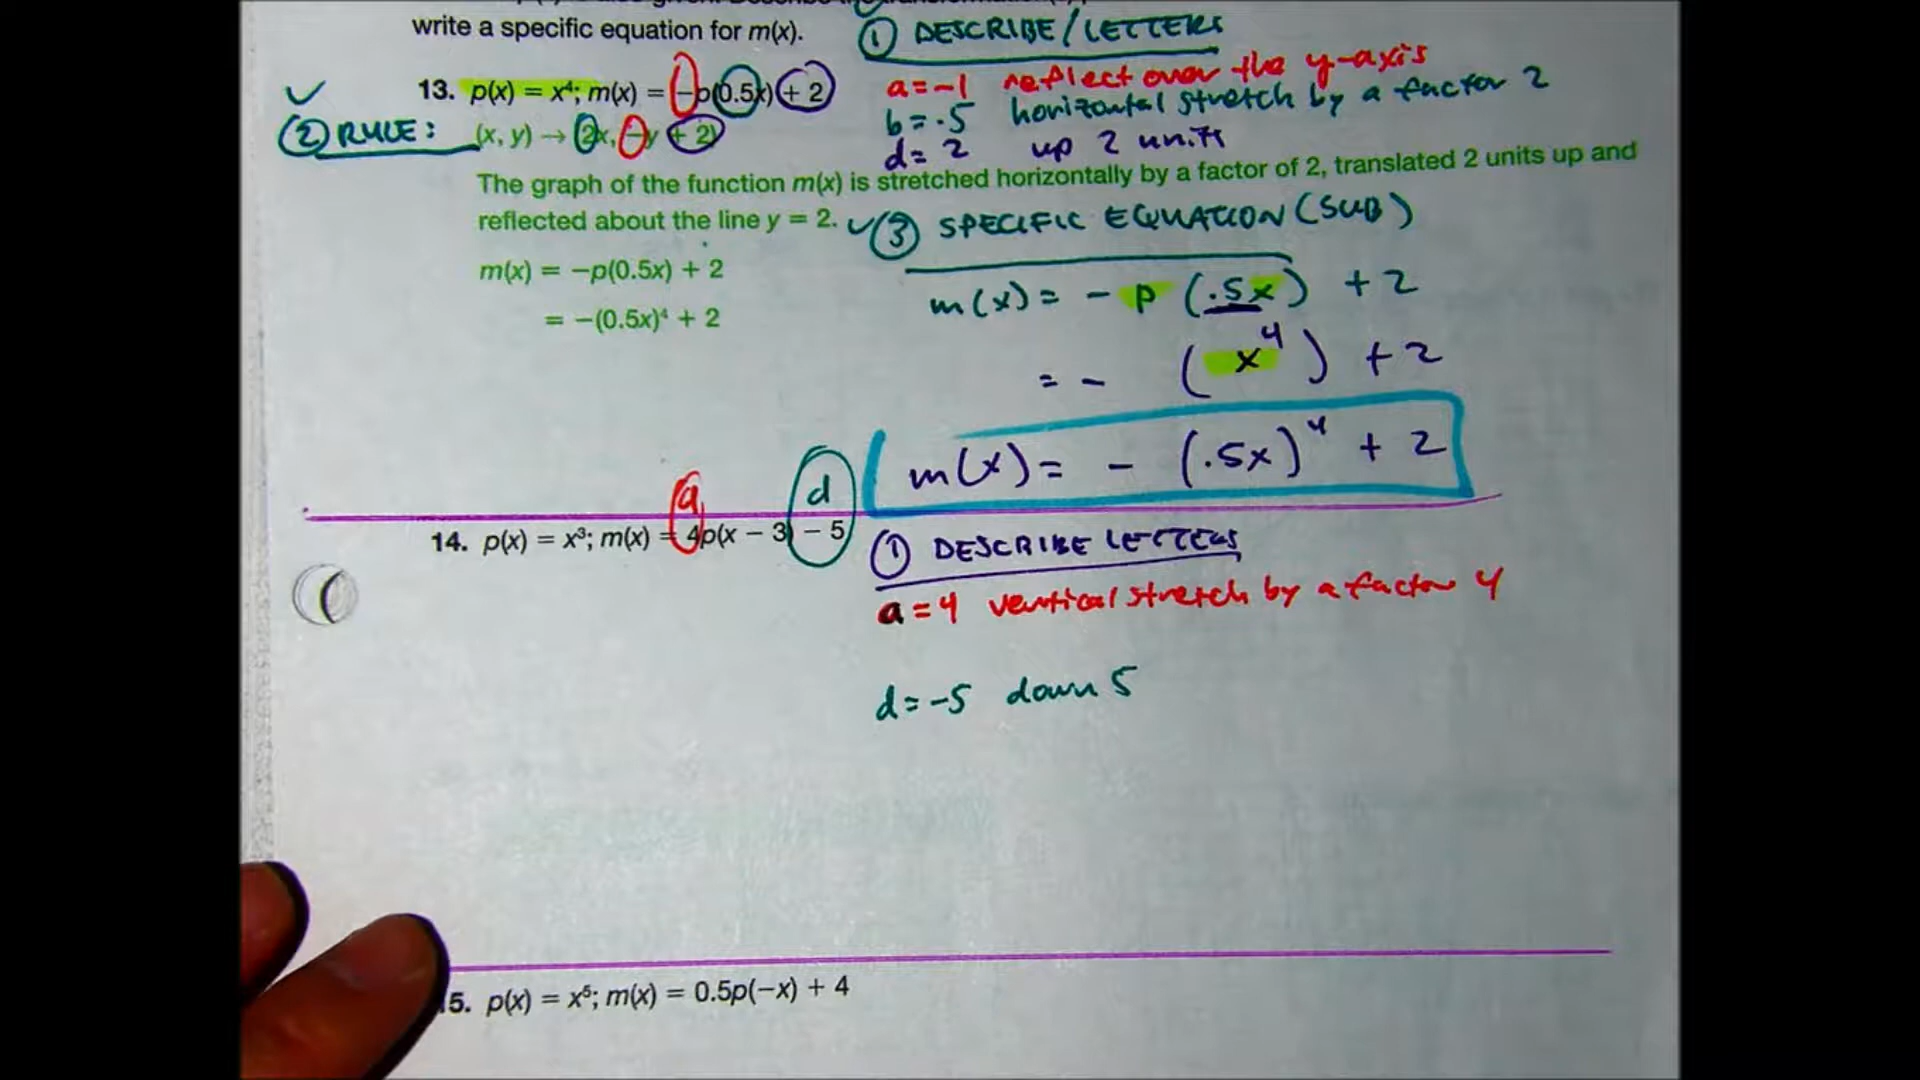 write a specific equation for m(x).
① DESCRIBE/LETTERS
13. p(x) = x⁴; m(x) = −p(0.5x) + 2
a=-1 reflect over the y-axis
b=.5 horizontal stretch by a factor 2
② RULE: (x, y) → (2x, −y + 2)
d=2 up 2 units
The graph of the function m(x) is stretched horizontally by a factor of 2, translated 2 units up and
reflected about the line y = 2.
③ SPECIFIC EQUATION (SUB)
m(x) = −p(0.5x) + 2
= −(0.5x)⁴ + 2
m(x) = - p (.5x) + 2
= - (x⁴) + 2
m(x) = - (.5x)⁴ + 2
a d
14. p(x) = x³; m(x) = 4p(x − 3) − 5
① DESCRIBE LETTERS
a=4 vertical stretch by a factor 4
d=-5 down 5
5. p(x) = x⁵; m(x) = 0.5p(−x) + 4